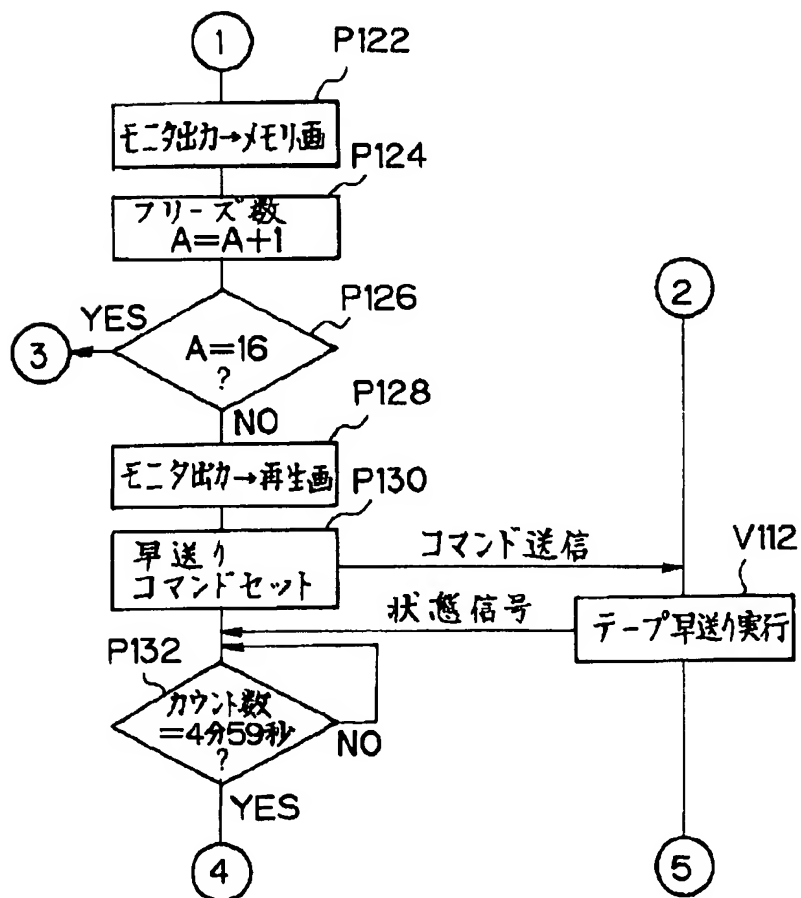 1
P122
モニタ出力→メモリ画
P124
フリーズ数
A=A+1
P126
YES
3
A=16
?
NO
2
P128
モニタ出力→再生画
P130
早送り
コマンドセット
コマンド送信
V112
状態信号
テープ早送り実行
P132
カウント数
=4分59秒
?
NO
YES
4
5